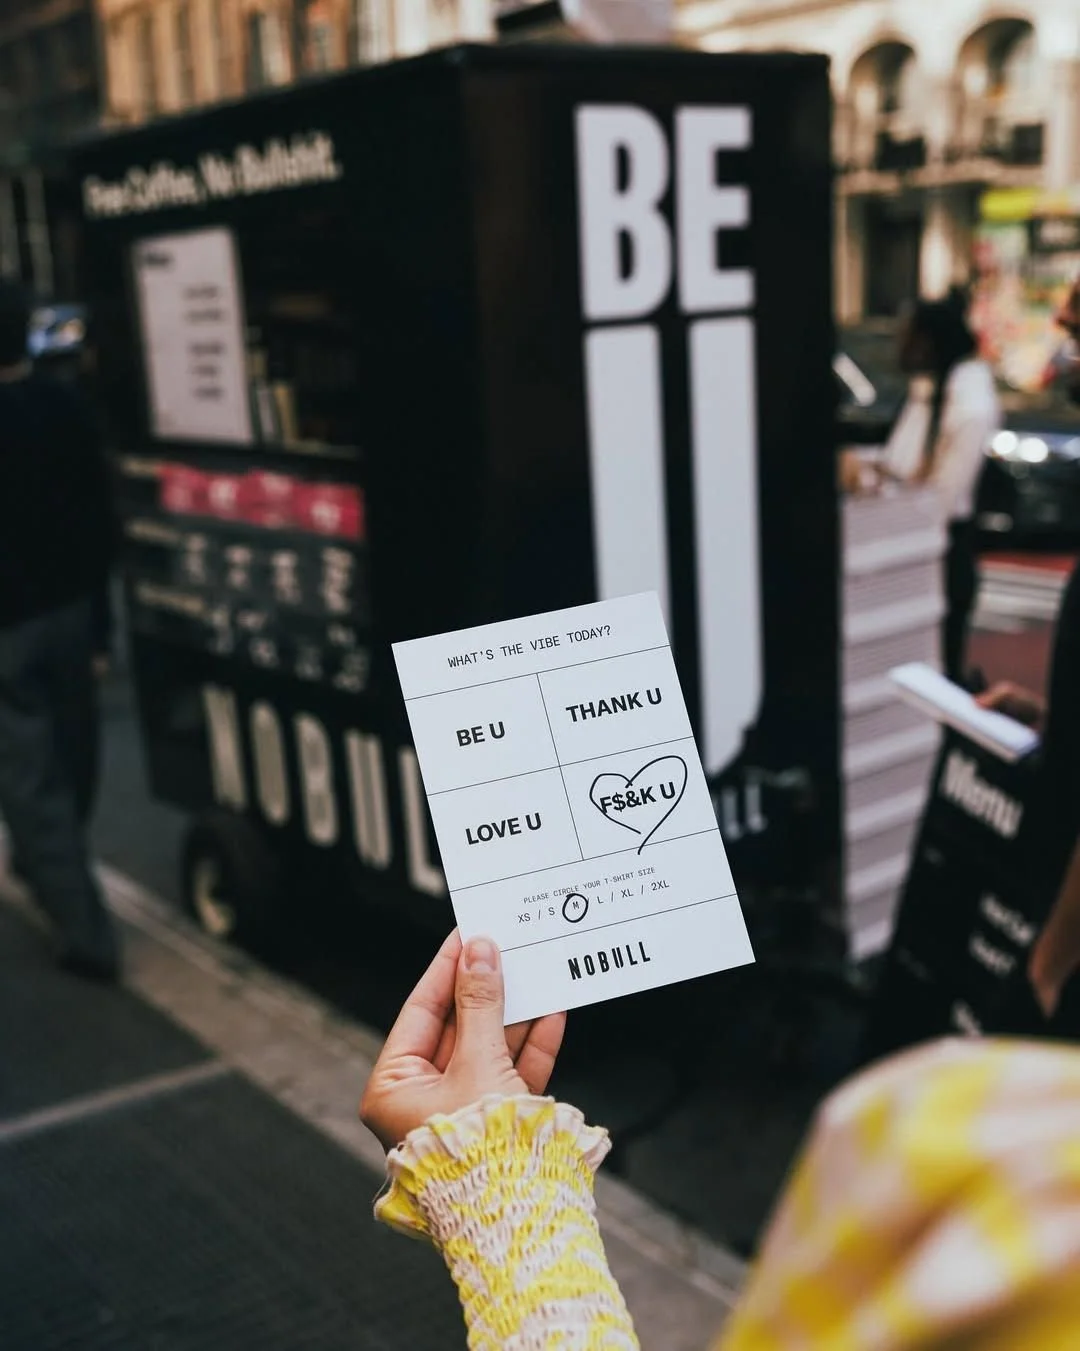 Free Coffee, No Bullshit.
BE
U
NOBULL
WHAT'S THE VIBE TODAY?
BE U
THANK U
LOVE U
F$&K U
PLEASE CIRCLE YOUR T-SHIRT SIZE
XS / S / M / L / XL / 2XL
NOBULL
Menu